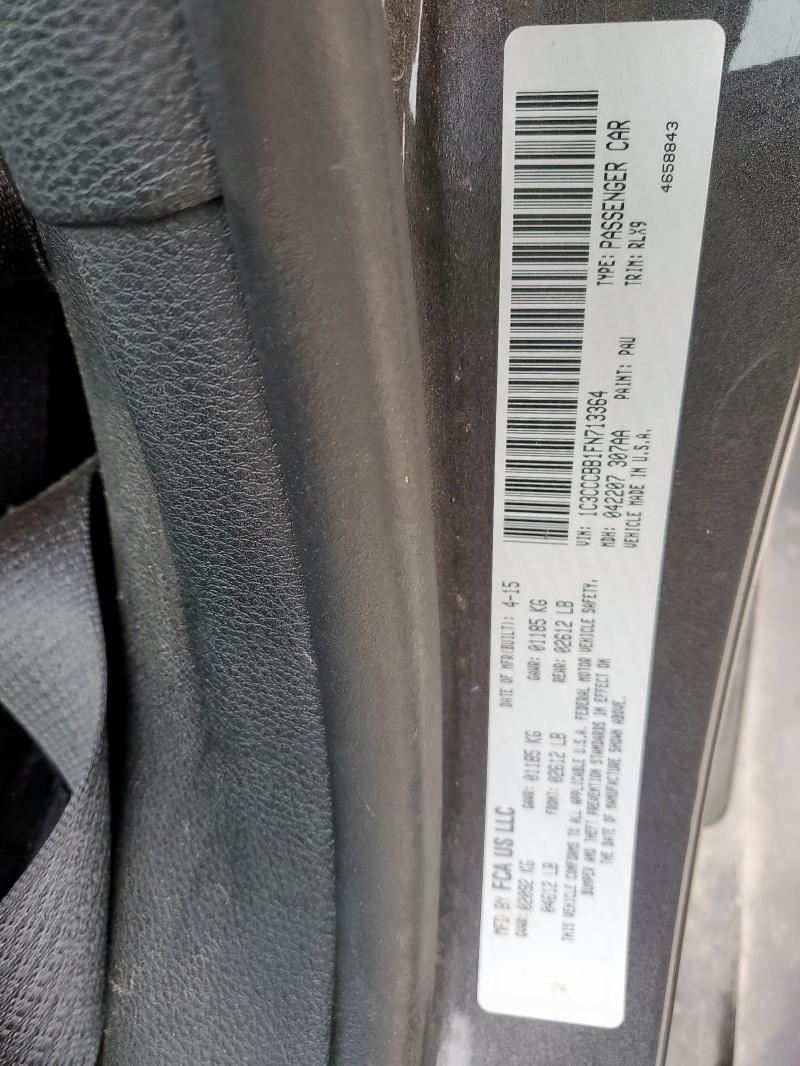 MFD BY FCA US LLC
DATE OF MFR(BUILT): 4-15
GVWR: 02092 KG
GAWR: 01185 KG
GAWR: 01185 KG
04612 LB
FRONT: 02612 LB
REAR: 02612 LB
THIS VEHICLE CONFORMS TO ALL APPLICABLE U.S.A. FEDERAL MOTOR VEHICLE SAFETY,
BUMPER AND THEFT PREVENTION STANDARDS IN EFFECT ON
THE DATE OF MANUFACTURE SHOWN ABOVE.
VIN: 1C3CCCBB1FN713364
TYPE: PASSENGER CAR
MDH: 042207 307AA
PAINT: PAU
TRIM: RLX9
VEHICLE MADE IN U.S.A.
4658843